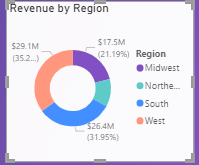 Revenue by Region
$17.5M
(21.19%)
$29.1M
(35.2...)
$26.4M
(31.95%)
Region
Midwest
Northe...
South
West